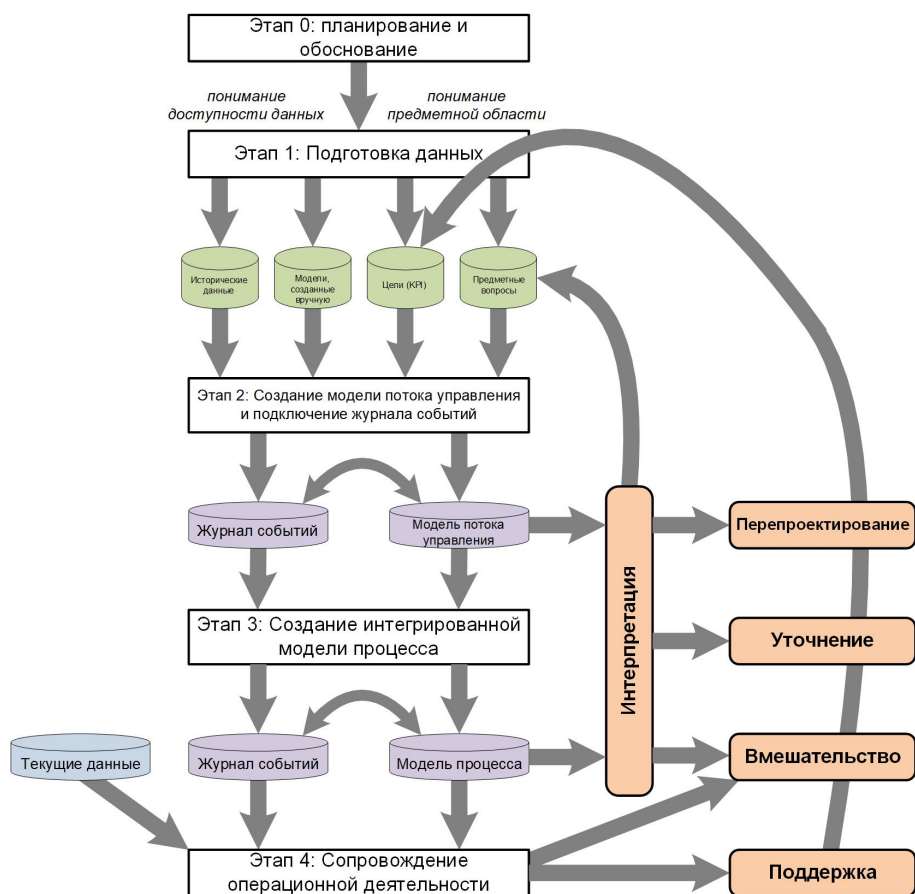 Этап 0: планирование и
обоснование
понимание
доступности данных
понимание
предметной области
Этап 1: Подготовка данных
Исторические
данные
Модели,
созданные
вручную
Цели (KPI)
Предметные
вопросы
Этап 2: Создание модели потока управления
и подключение журнала событий
Журнал событий
Модель потока
управления
Интерпретация
Перепроектирование
Этап 3: Создание интегрированной
модели процесса
Уточнение
Текущие данные
Журнал событий
Модель процесса
Вмешательство
Этап 4: Сопровождение
операционной деятельности
Поддержка